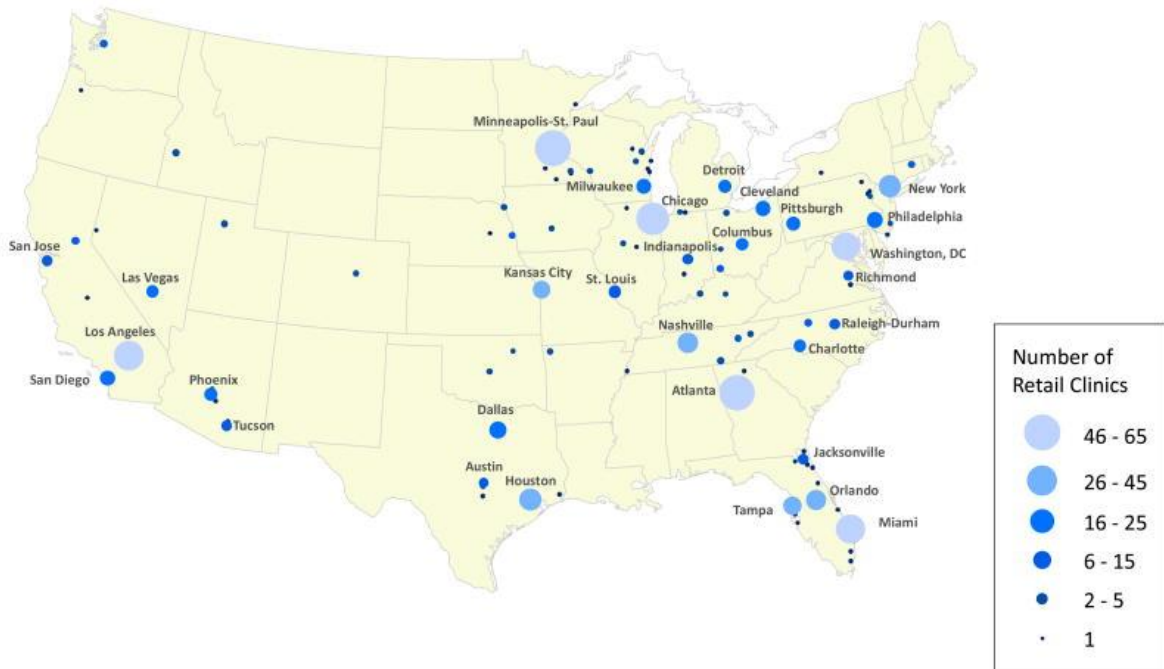 Minneapolis-St. Paul
Detroit
Milwaukee
Cleveland
New York
Chicago
Pittsburgh
Philadelphia
Columbus
San Jose
Indianapolis
Washington, DC
Las Vegas
Kansas City
St. Louis
Richmond
Los Angeles
Nashville
Raleigh-Durham
Charlotte
San Diego
Phoenix
Atlanta
Dallas
Tucson
Jacksonville
Austin
Houston
Orlando
Tampa
Miami
Number of
Retail Clinics
46 - 65
26 - 45
16 - 25
6 - 15
2 - 5
1